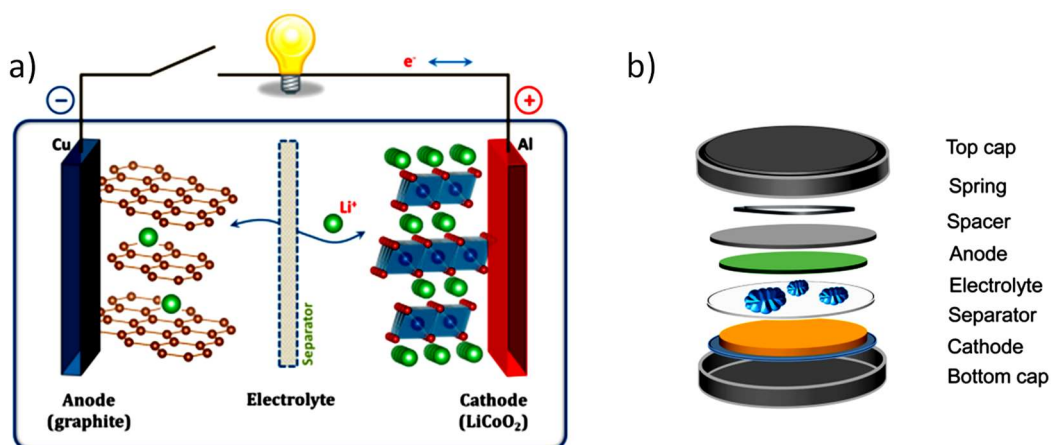 a)
e⁻
−
+
Cu
Al
Li⁺
Separator
Anode
(graphite)
Electrolyte
Cathode
(LiCoO₂)
b)
Top cap
Spring
Spacer
Anode
Electrolyte
Separator
Cathode
Bottom cap